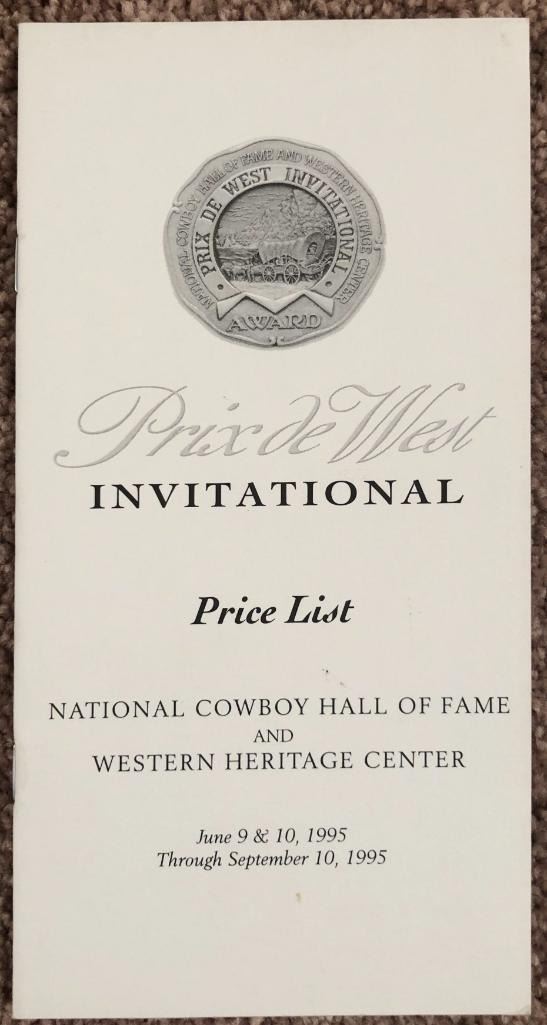 NATIONAL COWBOY HALL OF FAME AND WESTERN HERITAGE CENTER
PRIX DE WEST INVITATIONAL
AWARD
Prix de West
INVITATIONAL
Price List
NATIONAL COWBOY HALL OF FAME
AND
WESTERN HERITAGE CENTER
June 9 & 10, 1995
Through September 10, 1995